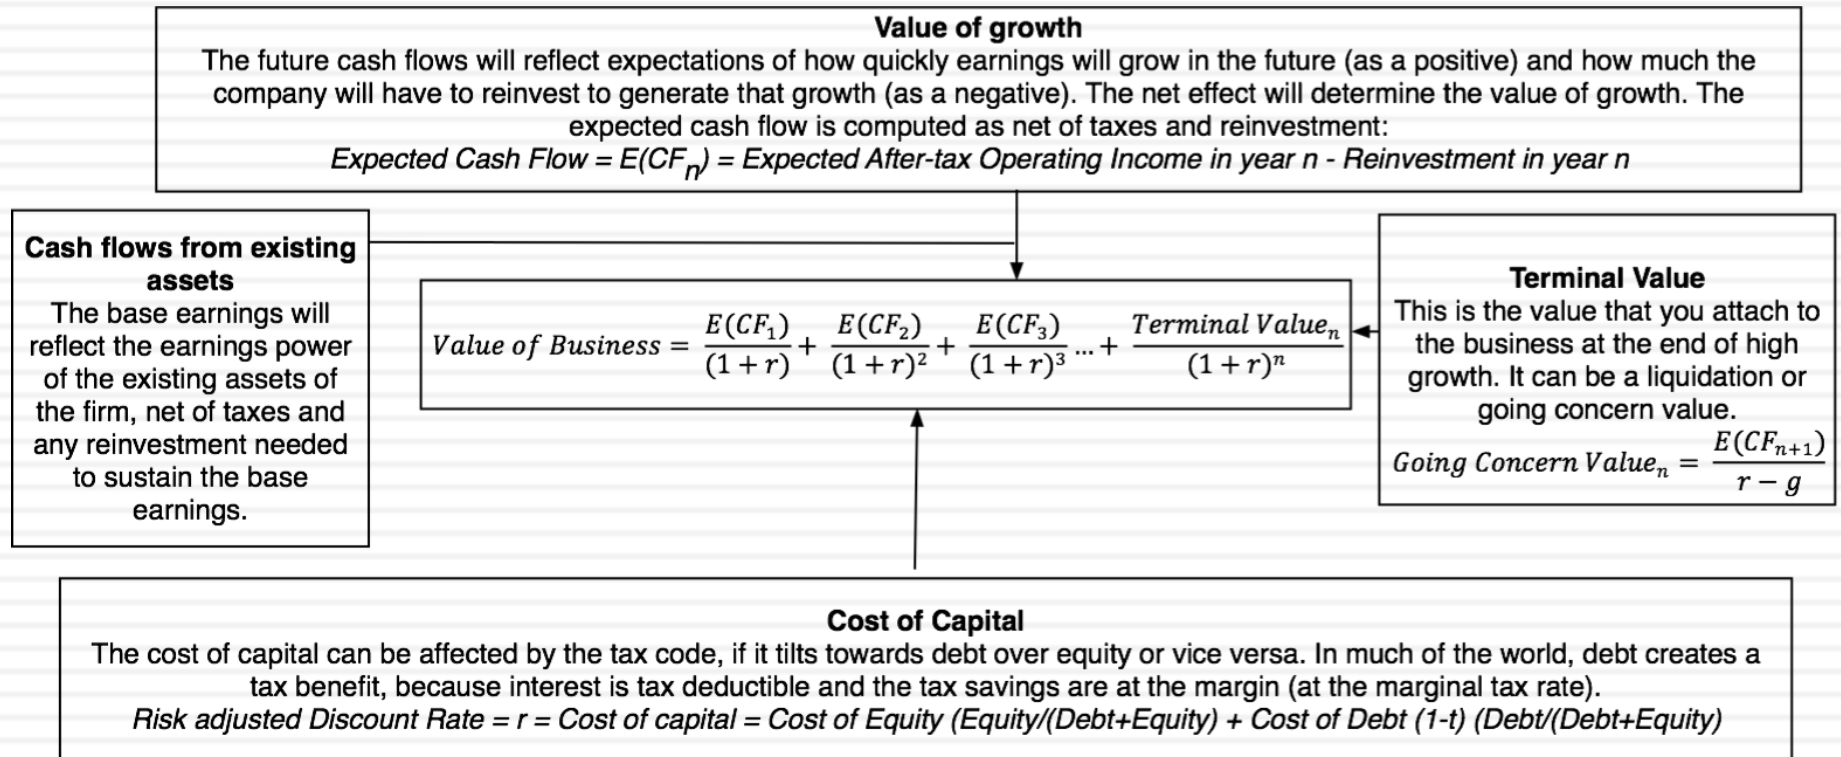 Value of growth
The future cash flows will reflect expectations of how quickly earnings will grow in the future (as a positive) and how much the
company will have to reinvest to generate that growth (as a negative). The net effect will determine the value of growth. The
expected cash flow is computed as net of taxes and reinvestment:
Expected Cash Flow = E(CFn) = Expected After-tax Operating Income in year n - Reinvestment in year n
Cash flows from existing
assets
The base earnings will
reflect the earnings power
of the existing assets of
the firm, net of taxes and
any reinvestment needed
to sustain the base
earnings.
Value of Business = E(CF₁)/(1 + r) + E(CF₂)/(1 + r)² + E(CF₃)/(1 + r)³ ... + Terminal Valueₙ/(1 + r)ⁿ
Terminal Value
This is the value that you attach to
the business at the end of high
growth. It can be a liquidation or
going concern value.
Going Concern Valueₙ = E(CFₙ₊₁)/r − g
Cost of Capital
The cost of capital can be affected by the tax code, if it tilts towards debt over equity or vice versa. In much of the world, debt creates a
tax benefit, because interest is tax deductible and the tax savings are at the margin (at the marginal tax rate).
Risk adjusted Discount Rate = r = Cost of capital = Cost of Equity (Equity/(Debt+Equity) + Cost of Debt (1-t) (Debt/(Debt+Equity)